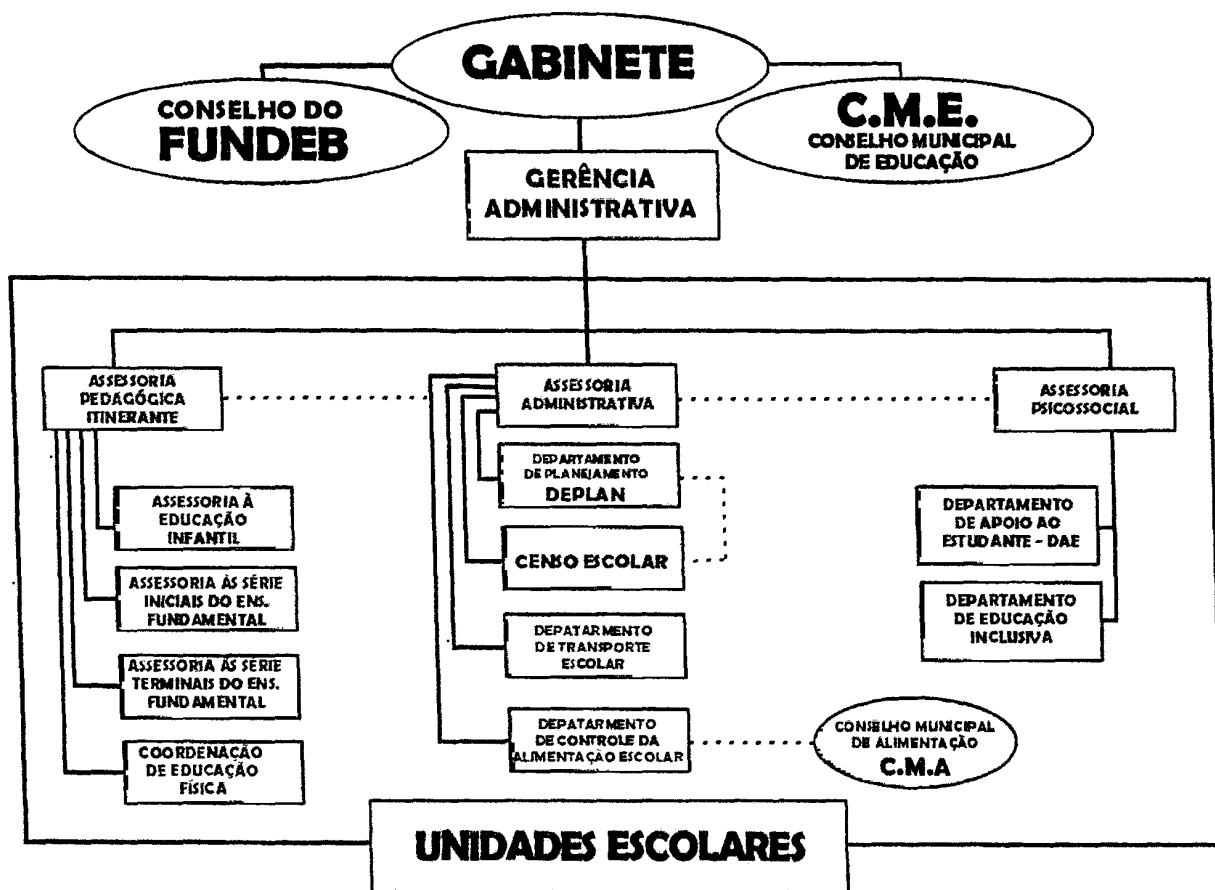 GABINETE
CONSELHO DO
FUNDEB
C.M.E.
CONSELHO MUNICIPAL
DE EDUCAÇÃO
GERÊNCIA
ADMINISTRATIVA
ASSESSORIA
PEDAGÓGICA
ITINERANTE
ASSESSORIA
ADMINISTRATIVA
ASSESSORIA
PSICOSSOCIAL
ASSESSORIA À
EDUCAÇÃO
INFANTIL
ASSESSORIA ÀS SÉRIE
INICIAIS DO ENS.
FUNDAMENTAL
ASSESSORIA ÀS SÉRIE
TERMINAIS DO ENS.
FUNDAMENTAL
COORDENAÇÃO
DE EDUCAÇÃO
FÍSICA
DEPARTAMENTO
DE PLANEJAMENTO
DEPLAN
CENSO ESCOLAR
DEPATARMENTO
DE TRANSPORTE
ESCOLAR
DEPATARMENTO
DE CONTROLE DA
ALIMENTAÇÃO ESCOLAR
DEPARTAMENTO
DE APOIO AO
ESTUDANTE - DAE
DEPARTAMENTO
DE EDUCAÇÃO
INCLUSIVA
CONSELHO MUNICIPAL
DE ALIMENTAÇÃO
C.M.A
UNIDADES ESCOLARES